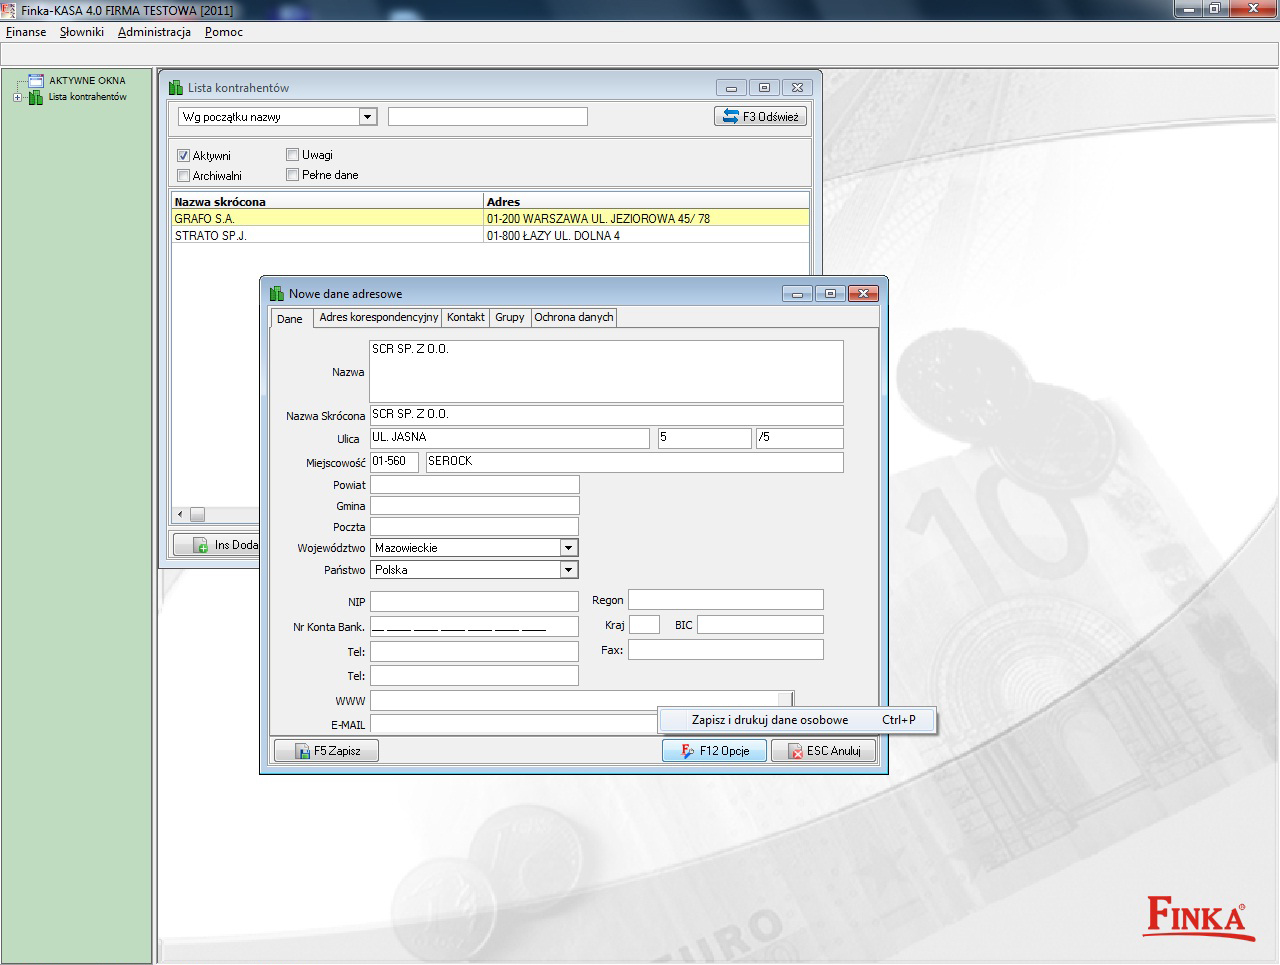 Finka-KASA 4.0 FIRMA TESTOWA [2011]
Finanse Słowniki Administracja Pomoc
AKTYWNE OKNA
Lista kontrahentów
Lista kontrahentów
Wg początku nazwy
F3 Odśwież
Aktywni
Uwagi
Archiwalni
Pełne dane
Nazwa skrócona Adres
GRAFO S.A. 01-200 WARSZAWA UL. JEZIOROWA 45/ 78
STRATO SP.J. 01-800 ŁAZY UL. DOLNA 4
Ins Doda
Nowe dane adresowe
Dane Adres korespondencyjny Kontakt Grupy Ochrona danych
Nazwa SCR SP. Z O.O.
Nazwa Skrócona SCR SP. Z O.O.
Ulica UL. JASNA 5 /5
Miejscowość 01-560 SEROCK
Powiat
Gmina
Poczta
Województwo Mazowieckie
Państwo Polska
NIP Regon
Nr Konta Bank. __ ____ ____ ____ ____ ____ ____ Kraj BIC
Tel: Fax:
Tel:
WWW
E-MAIL
Zapisz i drukuj dane osobowe Ctrl+P
F5 Zapisz F12 Opcje ESC Anuluj
10
EURO
FINKA®